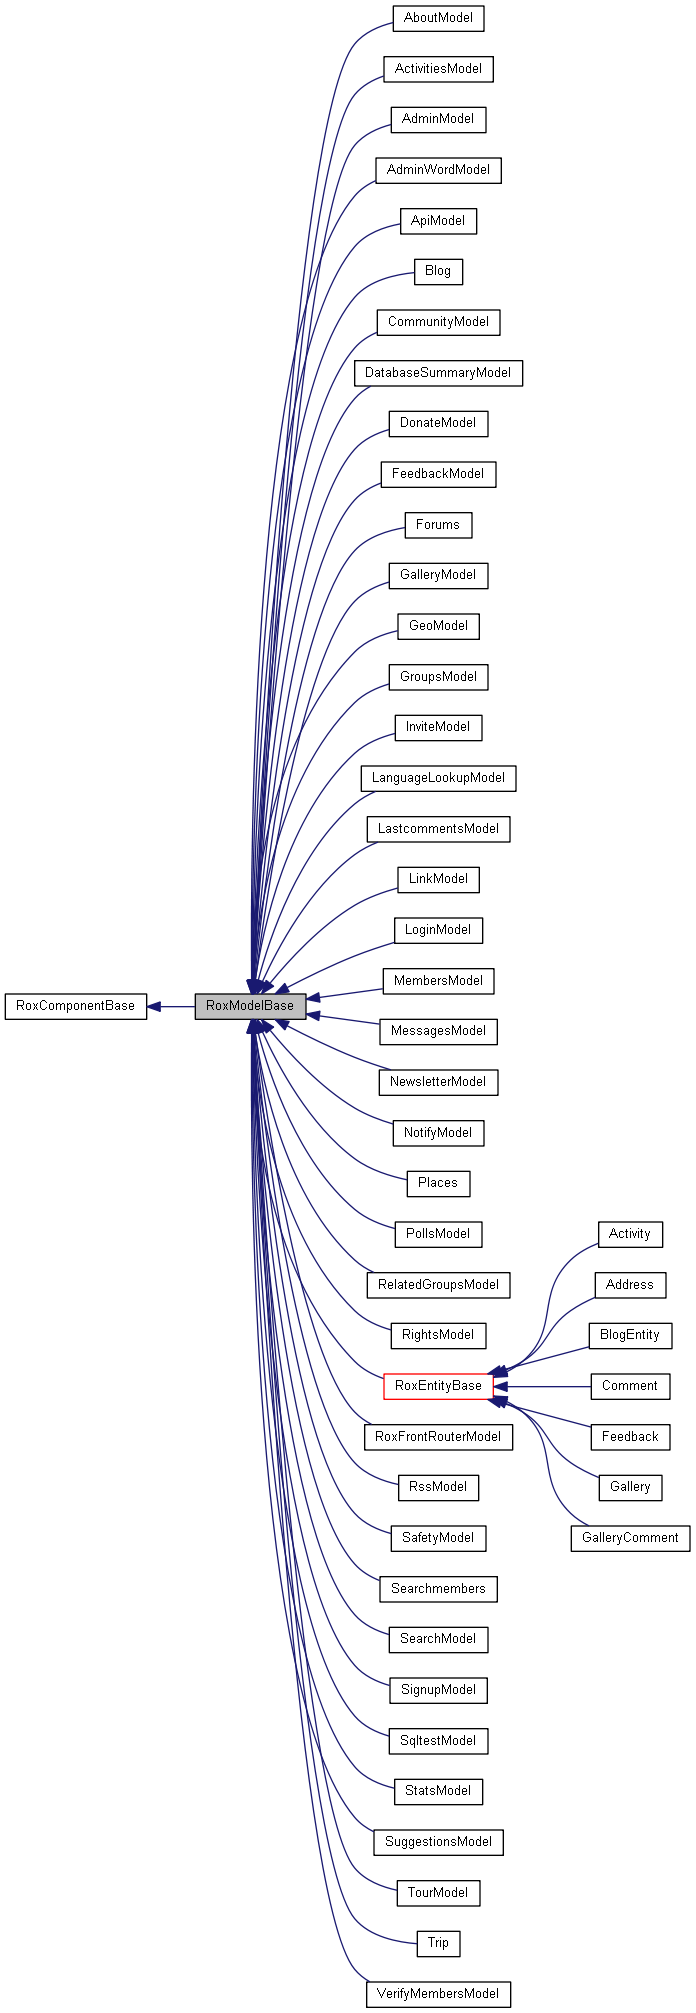 AboutModel
ActivitiesModel
AdminModel
AdminWordModel
ApiModel
Blog
CommunityModel
DatabaseSummaryModel
DonateModel
FeedbackModel
Forums
GalleryModel
GeoModel
GroupsModel
InviteModel
LanguageLookupModel
LastcommentsModel
LinkModel
LoginModel
MembersModel
RoxComponentBase
RoxModelBase
MessagesModel
NewsletterModel
NotifyModel
Places
PollsModel
RelatedGroupsModel
RightsModel
RoxEntityBase
Activity
Address
BlogEntity
Comment
Feedback
Gallery
GalleryComment
RoxFrontRouterModel
RssModel
SafetyModel
Searchmembers
SearchModel
SignupModel
SqltestModel
StatsModel
SuggestionsModel
TourModel
Trip
VerifyMembersModel